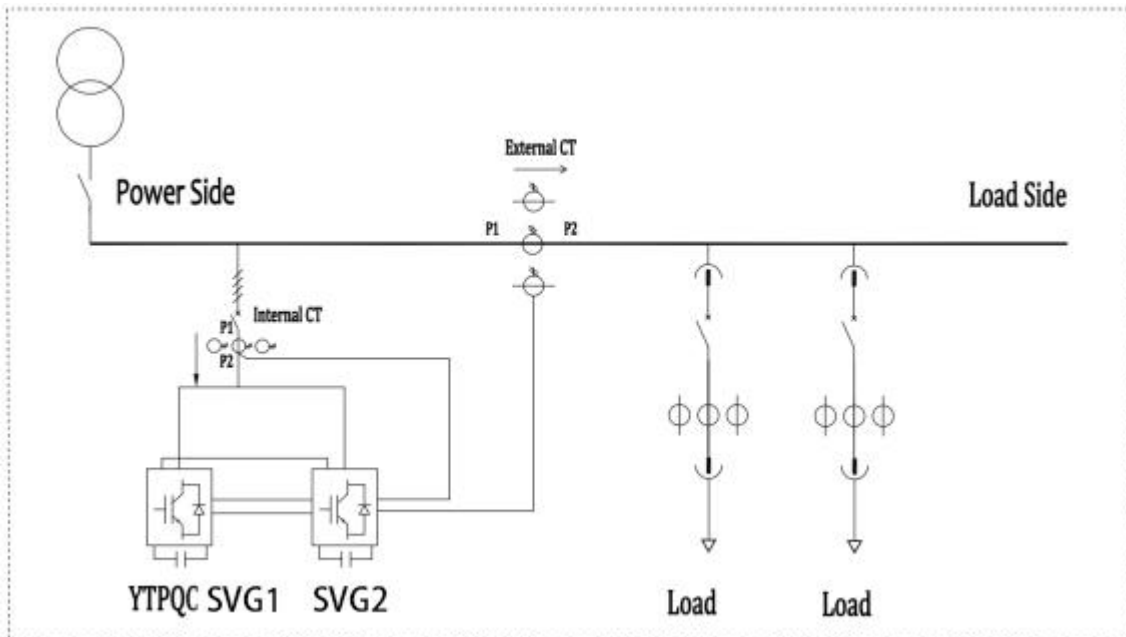 External CT
Power Side
Load Side
P1
P2
Internal CT
P1
P2
YTPQC SVG1
SVG2
Load
Load